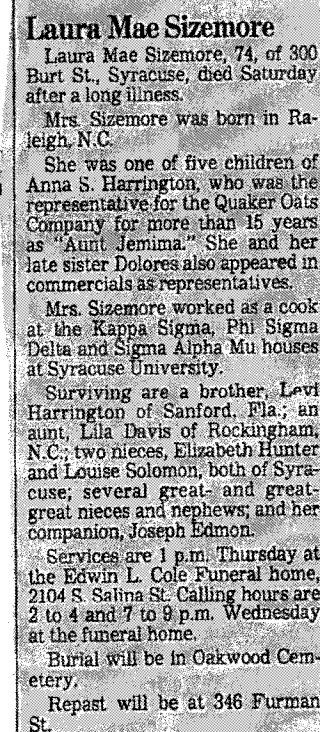 Laura Mae Sizemore
Laura Mae Sizemore, 74, of 300
Burt St., Syracuse, died Saturday
after a long illness.
Mrs. Sizemore was born in Ra-
leigh, N.C.
She was one of five children of
Anna S. Harrington, who was the
representative for the Quaker Oats
Company for more than 15 years
as "Aunt Jemima." She and her
late sister Dolores also appeared in
commercials as representatives.
Mrs. Sizemore worked as a cook
at the Kappa Sigma, Phi Sigma
Delta and Sigma Alpha Mu houses
at Syracuse University.
Surviving are a brother, Levi
Harrington of Sanford, Fla.; an
aunt, Lila Davis of Rockingham,
N.C.; two nieces, Elizabeth Hunter
and Louise Solomon, both of Syra-
cuse; several great- and great-
great nieces and nephews; and her
companion, Joseph Edmon.
Services are 1 p.m. Thursday at
the Edwin L. Cole Funeral home,
2104 S. Salina St. Calling hours are
2 to 4 and 7 to 9 p.m. Wednesday
at the funeral home.
Burial will be in Oakwood Cem-
etery.
Repast will be at 346 Furman
St.